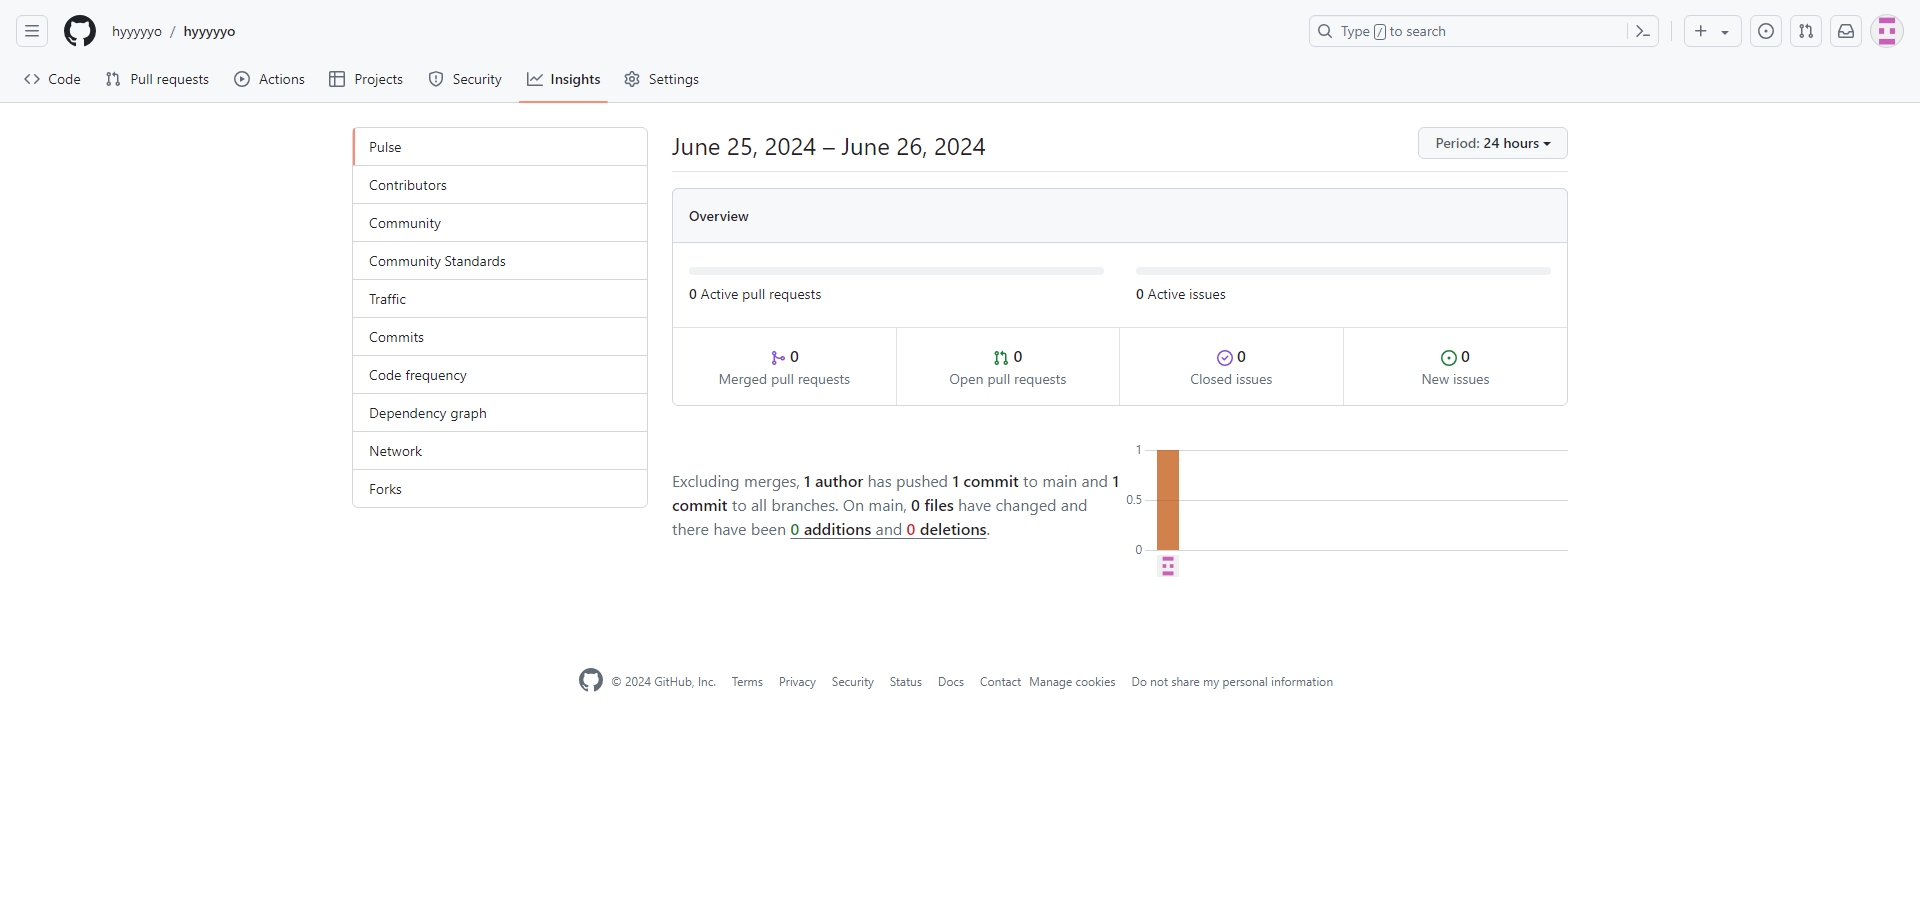 hyyyyyo / hyyyyyo
Type / to search
Code Pull requests Actions Projects Security Insights Settings
Pulse
Contributors
Community
Community Standards
Traffic
Commits
Code frequency
Dependency graph
Network
Forks
June 25, 2024 – June 26, 2024
Period: 24 hours
Overview
0 Active pull requests
0 Active issues
0
Merged pull requests
0
Open pull requests
0
Closed issues
0
New issues
Excluding merges, 1 author has pushed 1 commit to main and 1
commit to all branches. On main, 0 files have changed and
there have been 0 additions and 0 deletions.
1
0.5
0
© 2024 GitHub, Inc. Terms Privacy Security Status Docs Contact Manage cookies Do not share my personal information